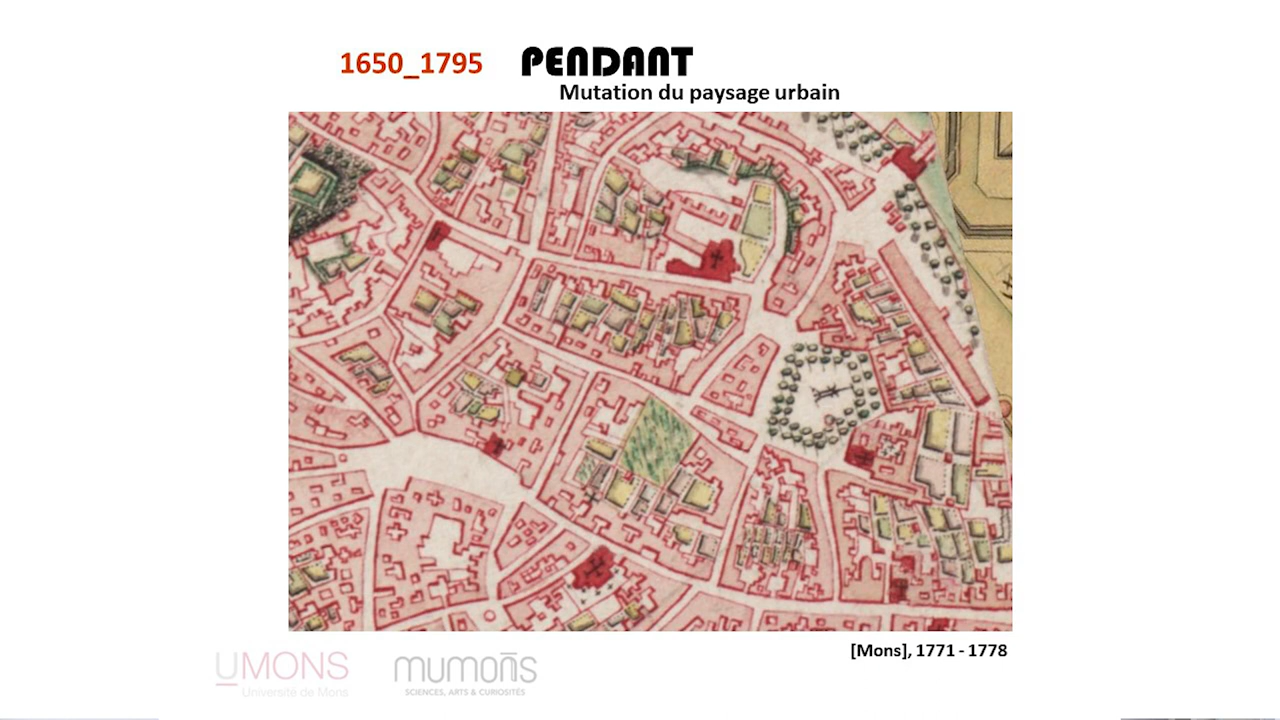 1650_1795 PENDANT
Mutation du paysage urbain
[Mons], 1771 - 1778
UMONS
Université de Mons
mumons
SCIENCES, ARTS & CURIOSITÉS